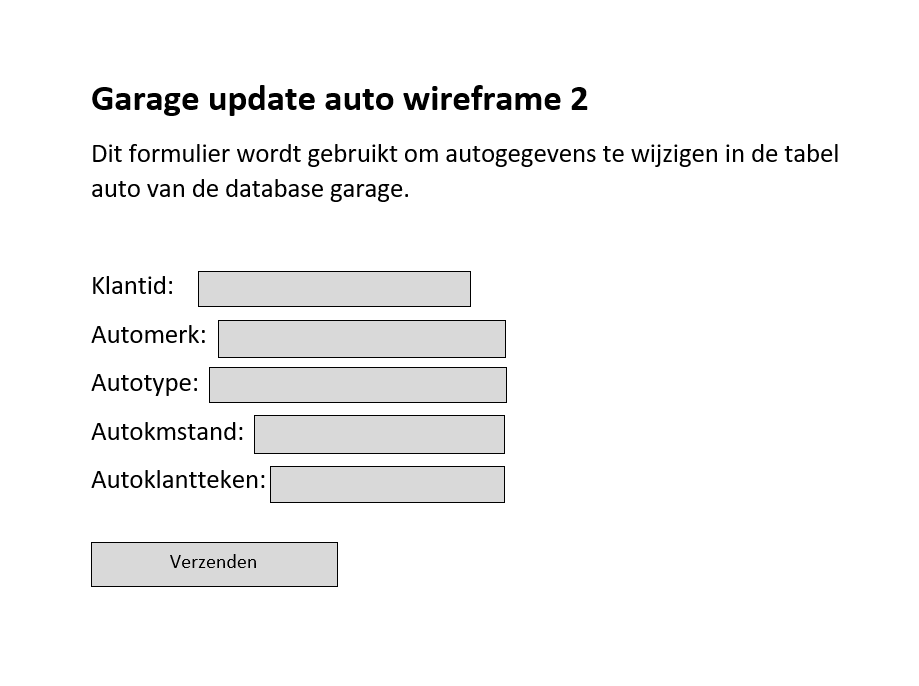 Garage update auto wireframe 2
Dit formulier wordt gebruikt om autogegevens te wijzigen in de tabel
auto van de database garage.
Klantid:
Automerk:
Autotype:
Autokmstand:
Autoklantteken:
Verzenden